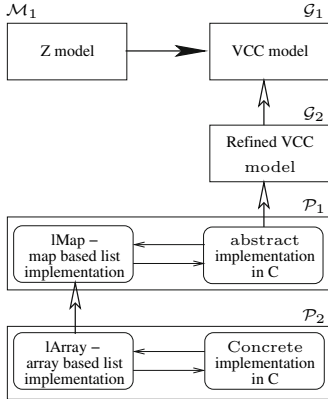 ℳ₁
𝒢₁
Z model
VCC model
𝒢₂
Refined VCC
model
𝒫₁
lMap –
map based list
implementation
abstract
implementation
in C
𝒫₂
lArray –
array based list
implementation
Concrete
implementation
in C